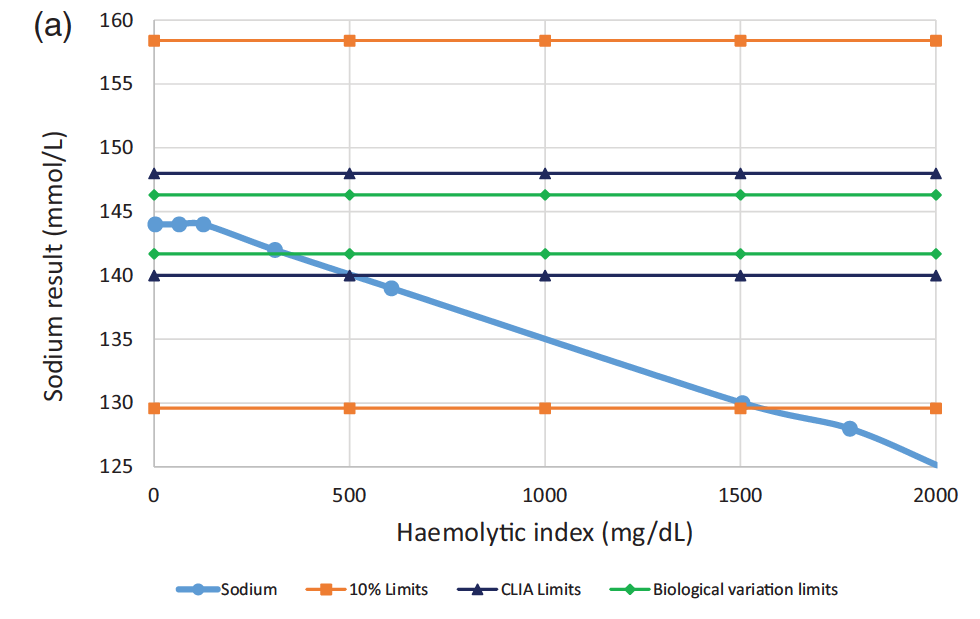 (a)
160
155
150
145
140
135
130
125
Sodium result (mmol/L)
0 500 1000 1500 2000
Haemolytic index (mg/dL)
Sodium 10% Limits CLIA Limits Biological variation limits